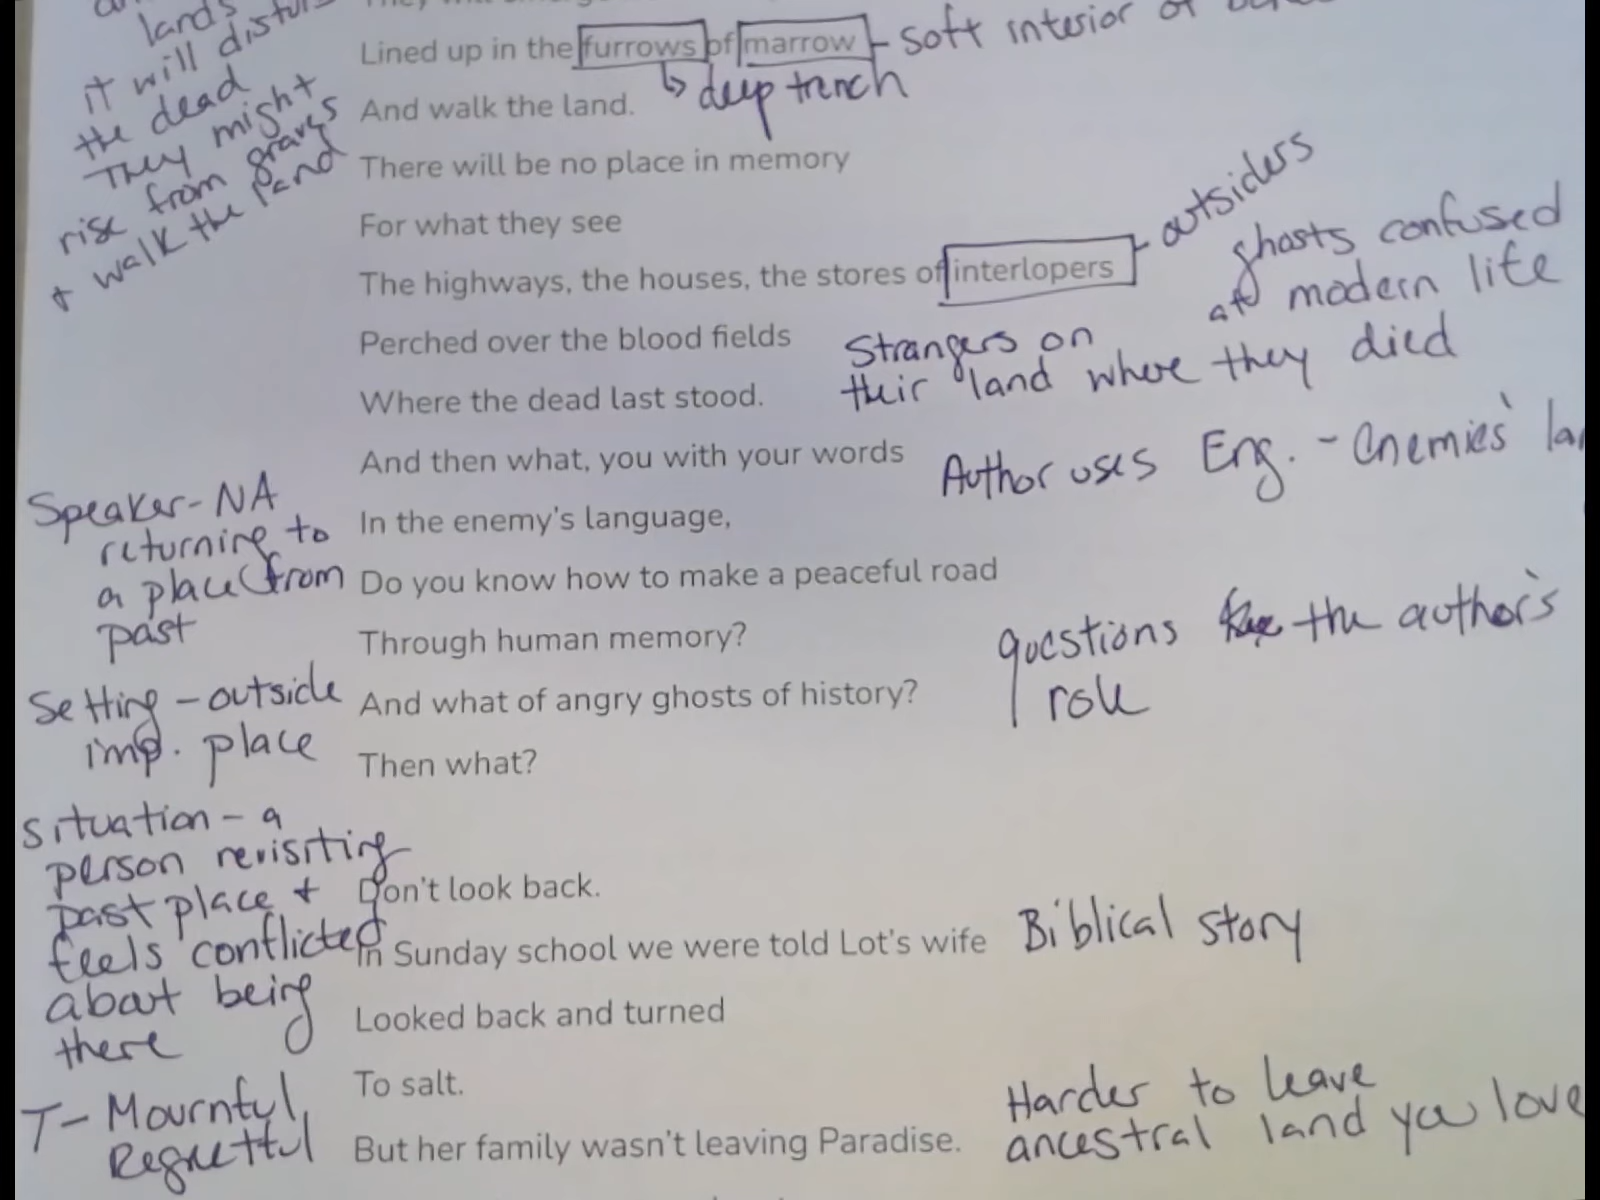 lands
it will
the dead
They might
rise from graves
+ walk the land
Lined up in the furrows of marrow - soft interior of
↳ deep trench
And walk the land.
There will be no place in memory
For what they see
The highways, the houses, the stores of interlopers - outsiders
ghosts confused
at modern life
Perched over the blood fields
Where the dead last stood.
Strangers on
their land where they died
And then what, you with your words
In the enemy's language,
Author uses Eng. - Enemies'
Speaker - NA
returning to
a place from
past
Do you know how to make a peaceful road
Through human memory?
questions the author's
role
Setting - outside
imp. place
And what of angry ghosts of history?
Then what?
Situation - a
person revisiting
past place +
feels conflicted
about being
there
Don't look back.
In Sunday school we were told Lot's wife
Biblical story
Looked back and turned
To salt.
T - Mournful,
Regretful
But her family wasn't leaving Paradise.
Harder to leave
ancestral land you love